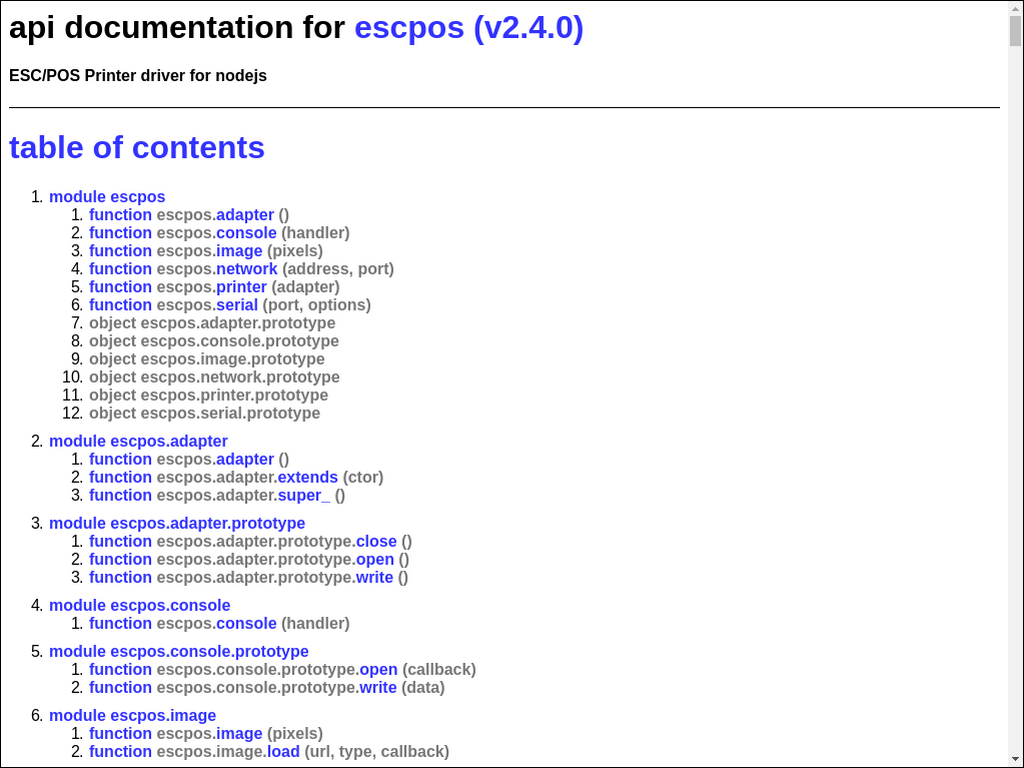 api documentation for escpos (v2.4.0)
ESC/POS Printer driver for nodejs
table of contents
1. module escpos
1. function escpos.adapter ()
2. function escpos.console (handler)
3. function escpos.image (pixels)
4. function escpos.network (address, port)
5. function escpos.printer (adapter)
6. function escpos.serial (port, options)
7. object escpos.adapter.prototype
8. object escpos.console.prototype
9. object escpos.image.prototype
10. object escpos.network.prototype
11. object escpos.printer.prototype
12. object escpos.serial.prototype
2. module escpos.adapter
1. function escpos.adapter ()
2. function escpos.adapter.extends (ctor)
3. function escpos.adapter.super_ ()
3. module escpos.adapter.prototype
1. function escpos.adapter.prototype.close ()
2. function escpos.adapter.prototype.open ()
3. function escpos.adapter.prototype.write ()
4. module escpos.console
1. function escpos.console (handler)
5. module escpos.console.prototype
1. function escpos.console.prototype.open (callback)
2. function escpos.console.prototype.write (data)
6. module escpos.image
1. function escpos.image (pixels)
2. function escpos.image.load (url, type, callback)